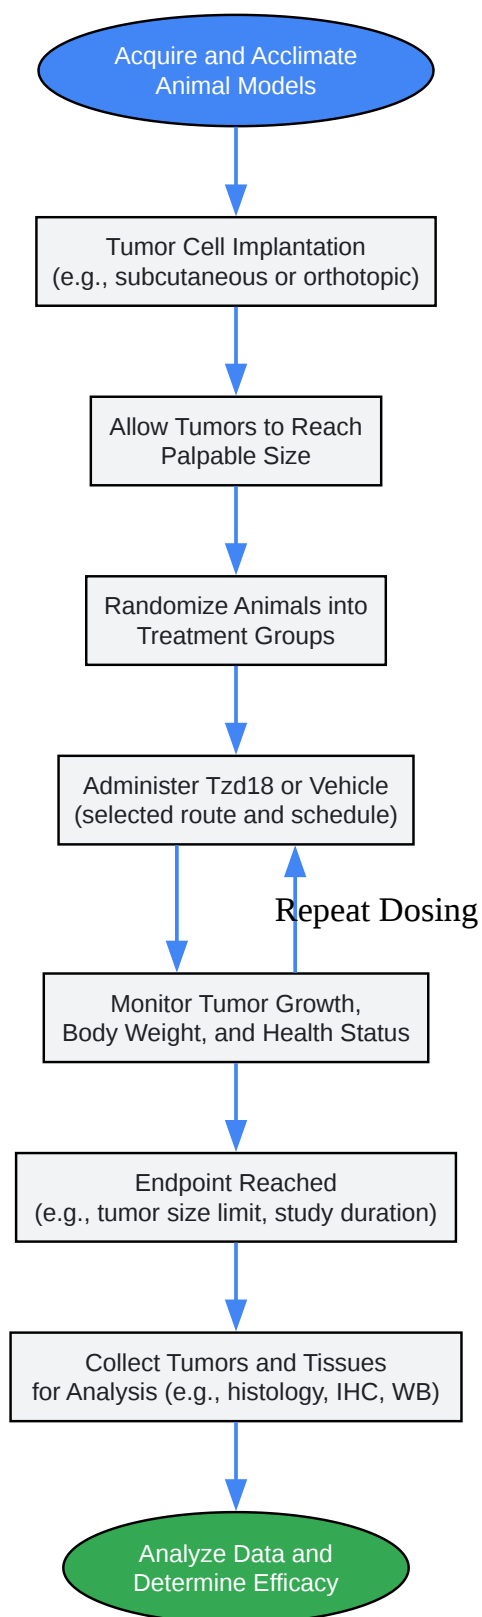 Acquire and Acclimate
Animal Models
Tumor Cell Implantation
(e.g., subcutaneous or orthotopic)
Allow Tumors to Reach
Palpable Size
Randomize Animals into
Treatment Groups
Administer Tzd18 or Vehicle
(selected route and schedule)
Repeat Dosing
Monitor Tumor Growth,
Body Weight, and Health Status
Endpoint Reached
(e.g., tumor size limit, study duration)
Collect Tumors and Tissues
for Analysis (e.g., histology, IHC, WB)
Analyze Data and
Determine Efficacy